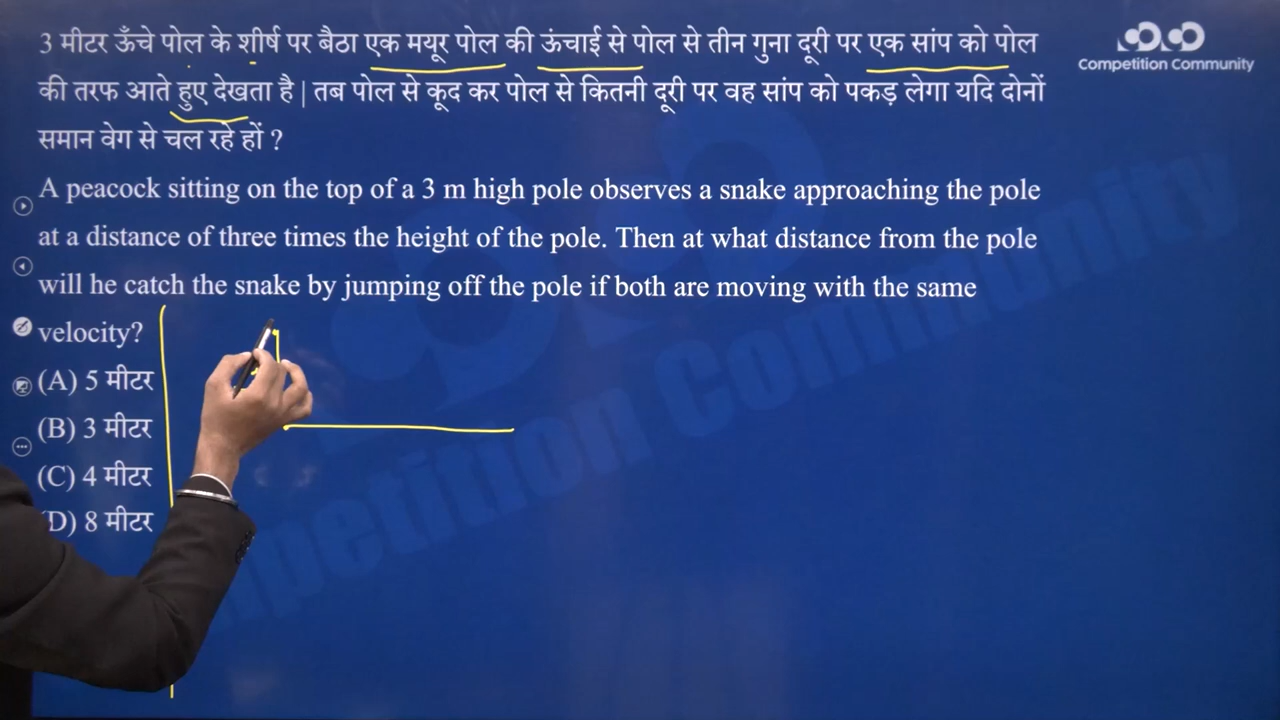 3 मीटर ऊँचे पोल के शीर्ष पर बैठा एक मयूर पोल की ऊंचाई से पोल से तीन गुना दूरी पर एक सांप को पोल
की तरफ आते हुए देखता है | तब पोल से कूद कर पोल से कितनी दूरी पर वह सांप को पकड़ लेगा यदि दोनों
समान वेग से चल रहे हों ?
Competition Community
A peacock sitting on the top of a 3 m high pole observes a snake approaching the pole
at a distance of three times the height of the pole. Then at what distance from the pole
will he catch the snake by jumping off the pole if both are moving with the same
velocity?
(A) 5 मीटर
(B) 3 मीटर
(C) 4 मीटर
D) 8 मीटर
mpetition Community